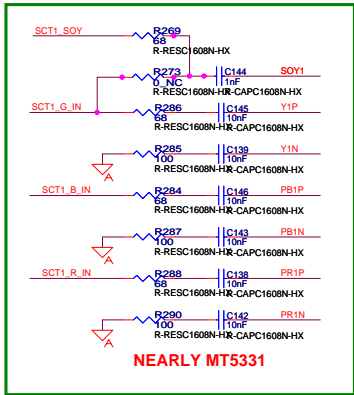 SCT1_SOY
R269
68
R-RESC1608N-HX
R273
0_NC
C144
1nF
SOY1
R-RESC1608N-HX
R-CAPC1608N-HX
SCT1_G_IN
R286
68
C145
10nF
Y1P
R-RESC1608N-HX
R-CAPC1608N-HX
R285
100
C139
10nF
Y1N
A
R-RESC1608N-HX
R-CAPC1608N-HX
SCT1_B_IN
R284
68
C146
10nF
PB1P
R-RESC1608N-HX
R-CAPC1608N-HX
R287
100
C143
10nF
PB1N
A
R-RESC1608N-HX
R-CAPC1608N-HX
SCT1_R_IN
R288
68
C138
10nF
PR1P
R-RESC1608N-HX
R-CAPC1608N-HX
R290
100
C142
10nF
PR1N
A
R-RESC1608N-HX
R-CAPC1608N-HX
NEARLY MT5331